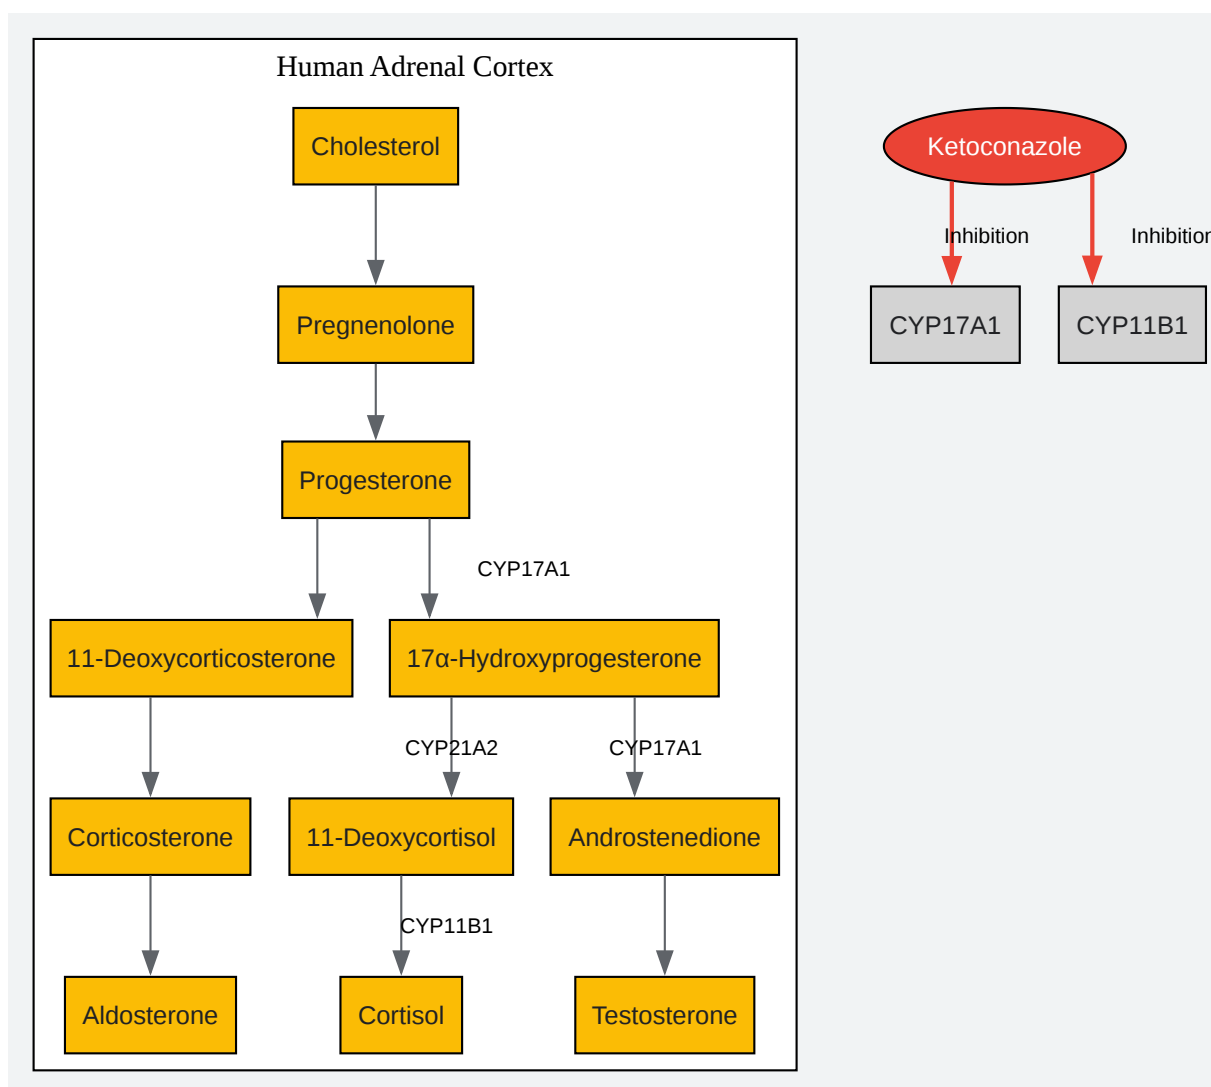 Human Adrenal Cortex
Cholesterol
Ketoconazole
Inhibition
Inhibition
Pregnenolone
CYP17A1
CYP11B1
Progesterone
CYP17A1
11-Deoxycorticosterone
17α-Hydroxyprogesterone
CYP21A2
CYP17A1
Corticosterone
11-Deoxycortisol
Androstenedione
CYP11B1
Aldosterone
Cortisol
Testosterone